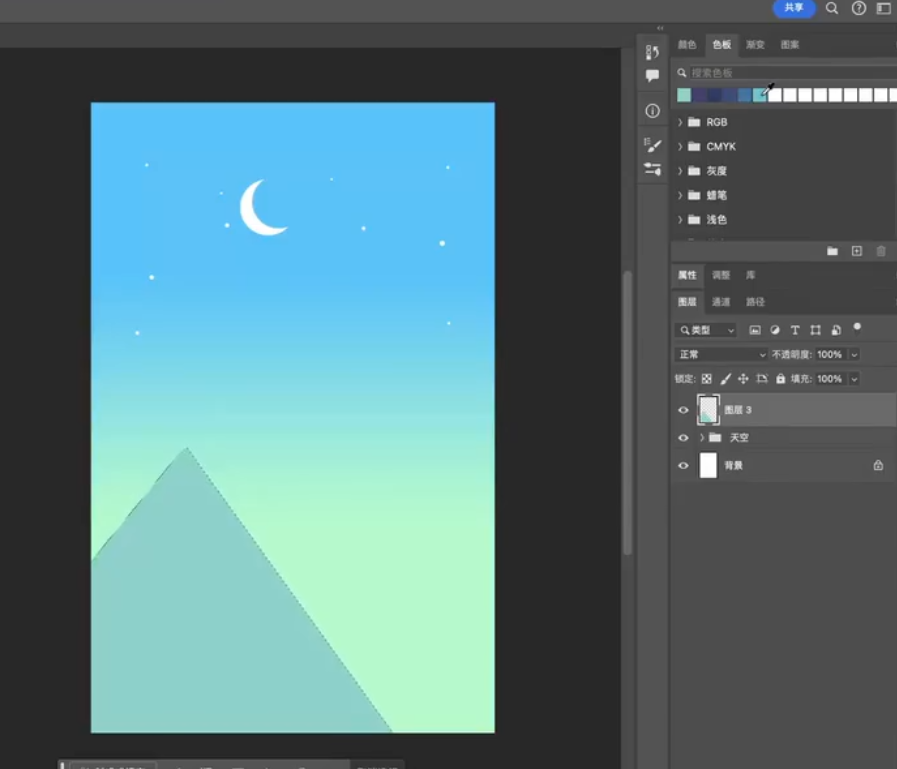 共享
颜色 色板 渐变 图案
搜索色板
RGB
CMYK
灰度
蜡笔
浅色
属性 调整 库
图层 通道 路径
类型
正常 不透明度: 100%
锁定: 填充: 100%
图层 3
天空
背景